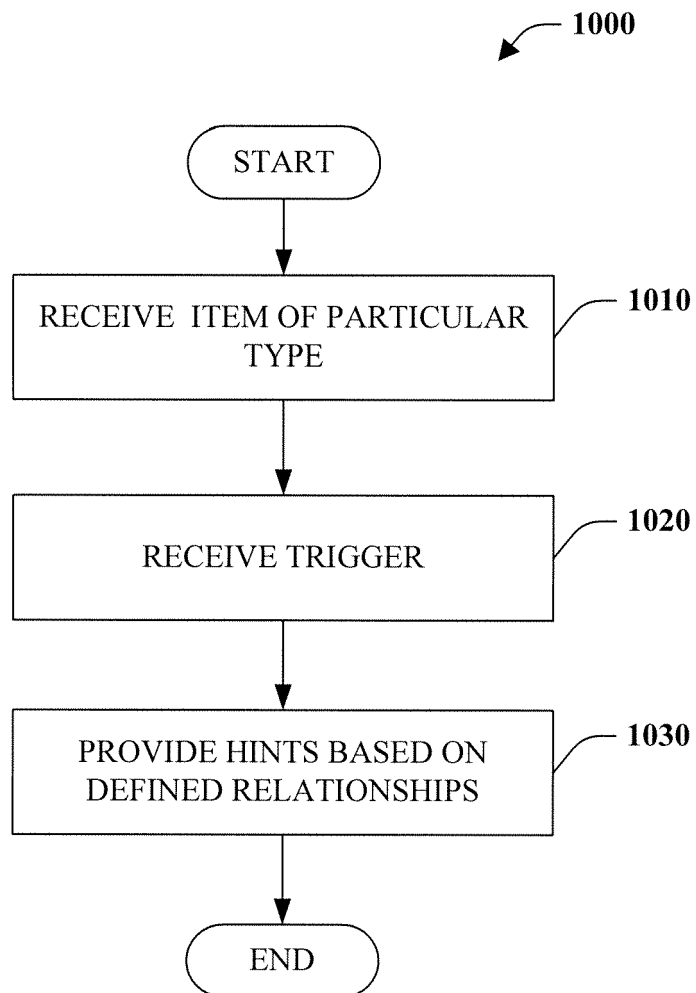 1000
START
RECEIVE ITEM OF PARTICULAR
TYPE
1010
RECEIVE TRIGGER
1020
PROVIDE HINTS BASED ON
DEFINED RELATIONSHIPS
1030
END